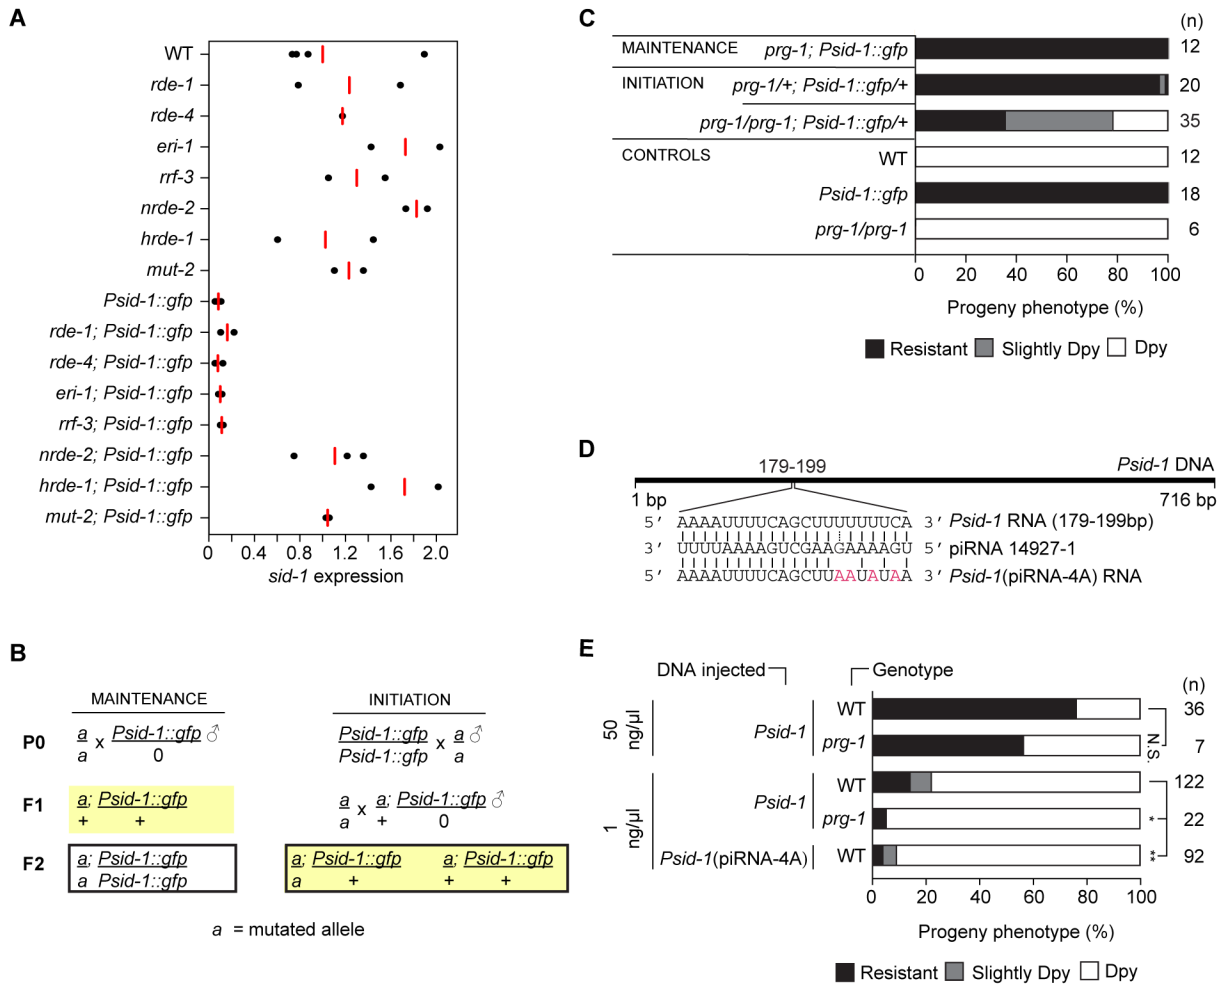 A
WT
rde-1
rde-4
eri-1
rrf-3
nrde-2
hrde-1
mut-2
Psid-1::gfp
rde-1; Psid-1::gfp
rde-4; Psid-1::gfp
eri-1; Psid-1::gfp
rrf-3; Psid-1::gfp
nrde-2; Psid-1::gfp
hrde-1; Psid-1::gfp
mut-2; Psid-1::gfp
0 0.4 0.8 1.2 1.6 2.0
sid-1 expression
B
MAINTENANCE INITIATION
P0
a x Psid-1::gfp ♂
a 0
Psid-1::gfp x a ♂
Psid-1::gfp a
F1
a; Psid-1::gfp
+ +
a x a; Psid-1::gfp ♂
a + 0
F2
a; Psid-1::gfp
a Psid-1::gfp
a; Psid-1::gfp a; Psid-1::gfp
a + + +
a = mutated allele
C
(n)
MAINTENANCE prg-1; Psid-1::gfp 12
INITIATION prg-1/+; Psid-1::gfp/+ 20
prg-1/prg-1; Psid-1::gfp/+ 35
CONTROLS WT 12
Psid-1::gfp 18
prg-1/prg-1 6
0 20 40 60 80 100
Progeny phenotype (%)
Resistant Slightly Dpy Dpy
D
179-199 Psid-1 DNA
1 bp 716 bp
5′ AAAAUUUUCAGCUUUUUUUCA 3′ Psid-1 RNA (179-199bp)
3′ UUUUAAAAGUCGAAGAAAAGU 5′ piRNA 14927-1
5′ AAAAUUUUCAGCUUAAUAUAA 3′ Psid-1(piRNA-4A) RNA
E
DNA injected Genotype
(n)
50 ng/µl
Psid-1 WT 36
prg-1 7
N.S.
1 ng/µl
Psid-1 WT 122
prg-1 * 22
Psid-1(piRNA-4A) WT ** 92
0 20 40 60 80 100
Progeny phenotype (%)
Resistant Slightly Dpy Dpy